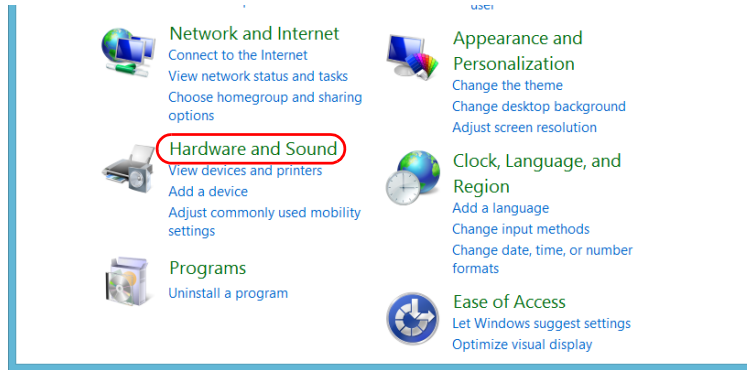 user
Network and Internet
Connect to the Internet
View network status and tasks
Choose homegroup and sharing
options
Hardware and Sound
View devices and printers
Add a device
Adjust commonly used mobility
settings
Programs
Uninstall a program
Appearance and
Personalization
Change the theme
Change desktop background
Adjust screen resolution
Clock, Language, and
Region
Add a language
Change input methods
Change date, time, or number
formats
Ease of Access
Let Windows suggest settings
Optimize visual display